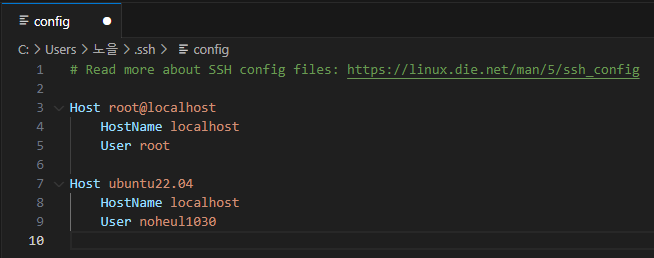 config
C: > Users > 노을 > .ssh > config
1 # Read more about SSH config files: https://linux.die.net/man/5/ssh_config
2
3 Host root@localhost
4 HostName localhost
5 User root
6
7 Host ubuntu22.04
8 HostName localhost
9 User noheul1030
10